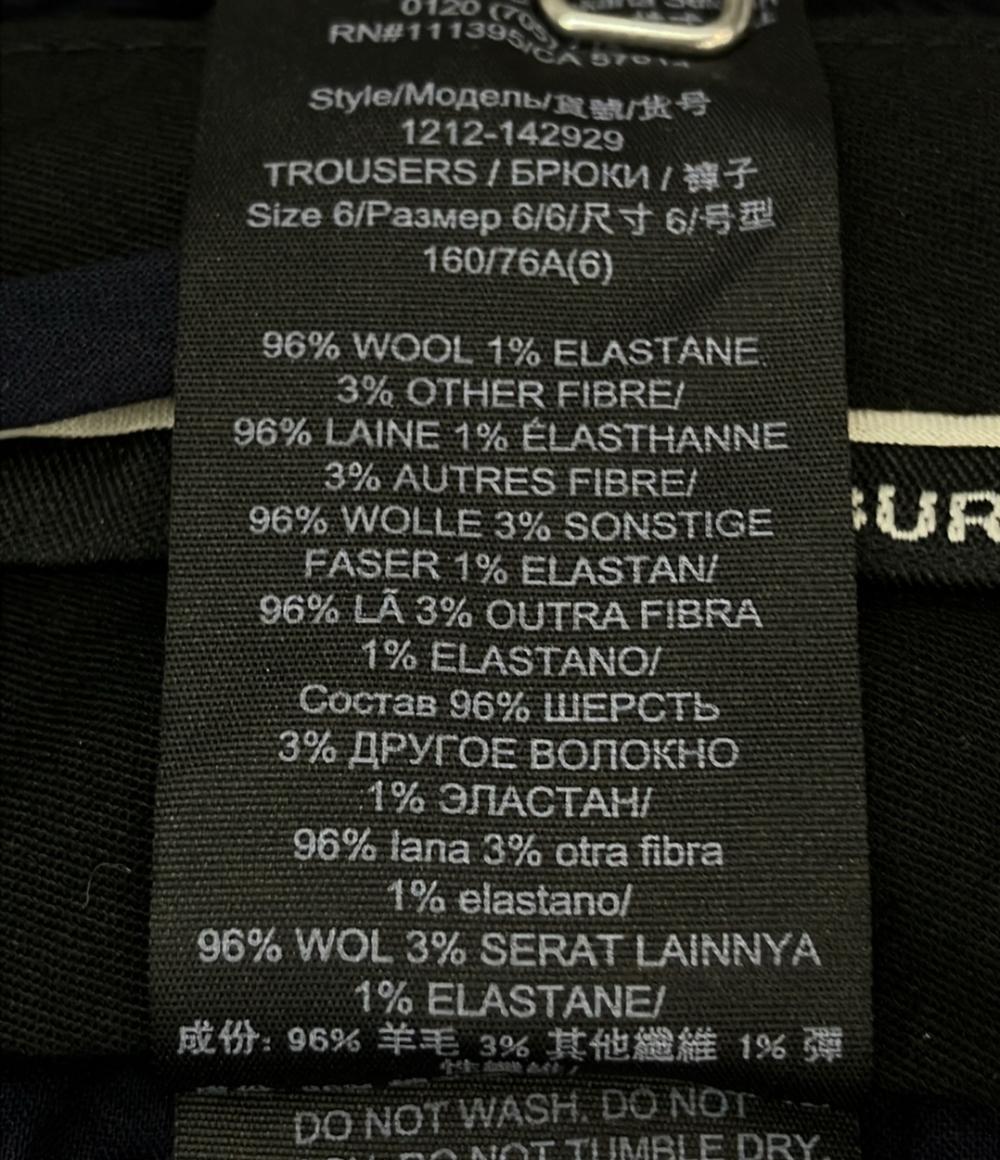 0120
RN#111395/CA
Style/Модель/貨號/货号
1212-142929
TROUSERS / БРЮКИ / 褲子
Size 6/Размер 6/6/尺寸 6/号型
160/76A(6)
96% WOOL 1% ELASTANE
3% OTHER FIBRE/
96% LAINE 1% ÉLASTHANNE
3% AUTRES FIBRE/
96% WOLLE 3% SONSTIGE
FASER 1% ELASTAN/
96% LÃ 3% OUTRA FIBRA
1% ELASTANO/
Состав 96% ШЕРСТЬ
3% ДРУГОЕ ВОЛОКНО
1% ЭЛАСТАН/
96% lana 3% otra fibra
1% elastano/
96% WOL 3% SERAT LAINNYA
1% ELASTANE/
成份: 96% 羊毛 3% 其他纖維 1% 彈
性纖維/
DO NOT WASH. DO NOT
DO NOT TUMBLE DRY.
BUR